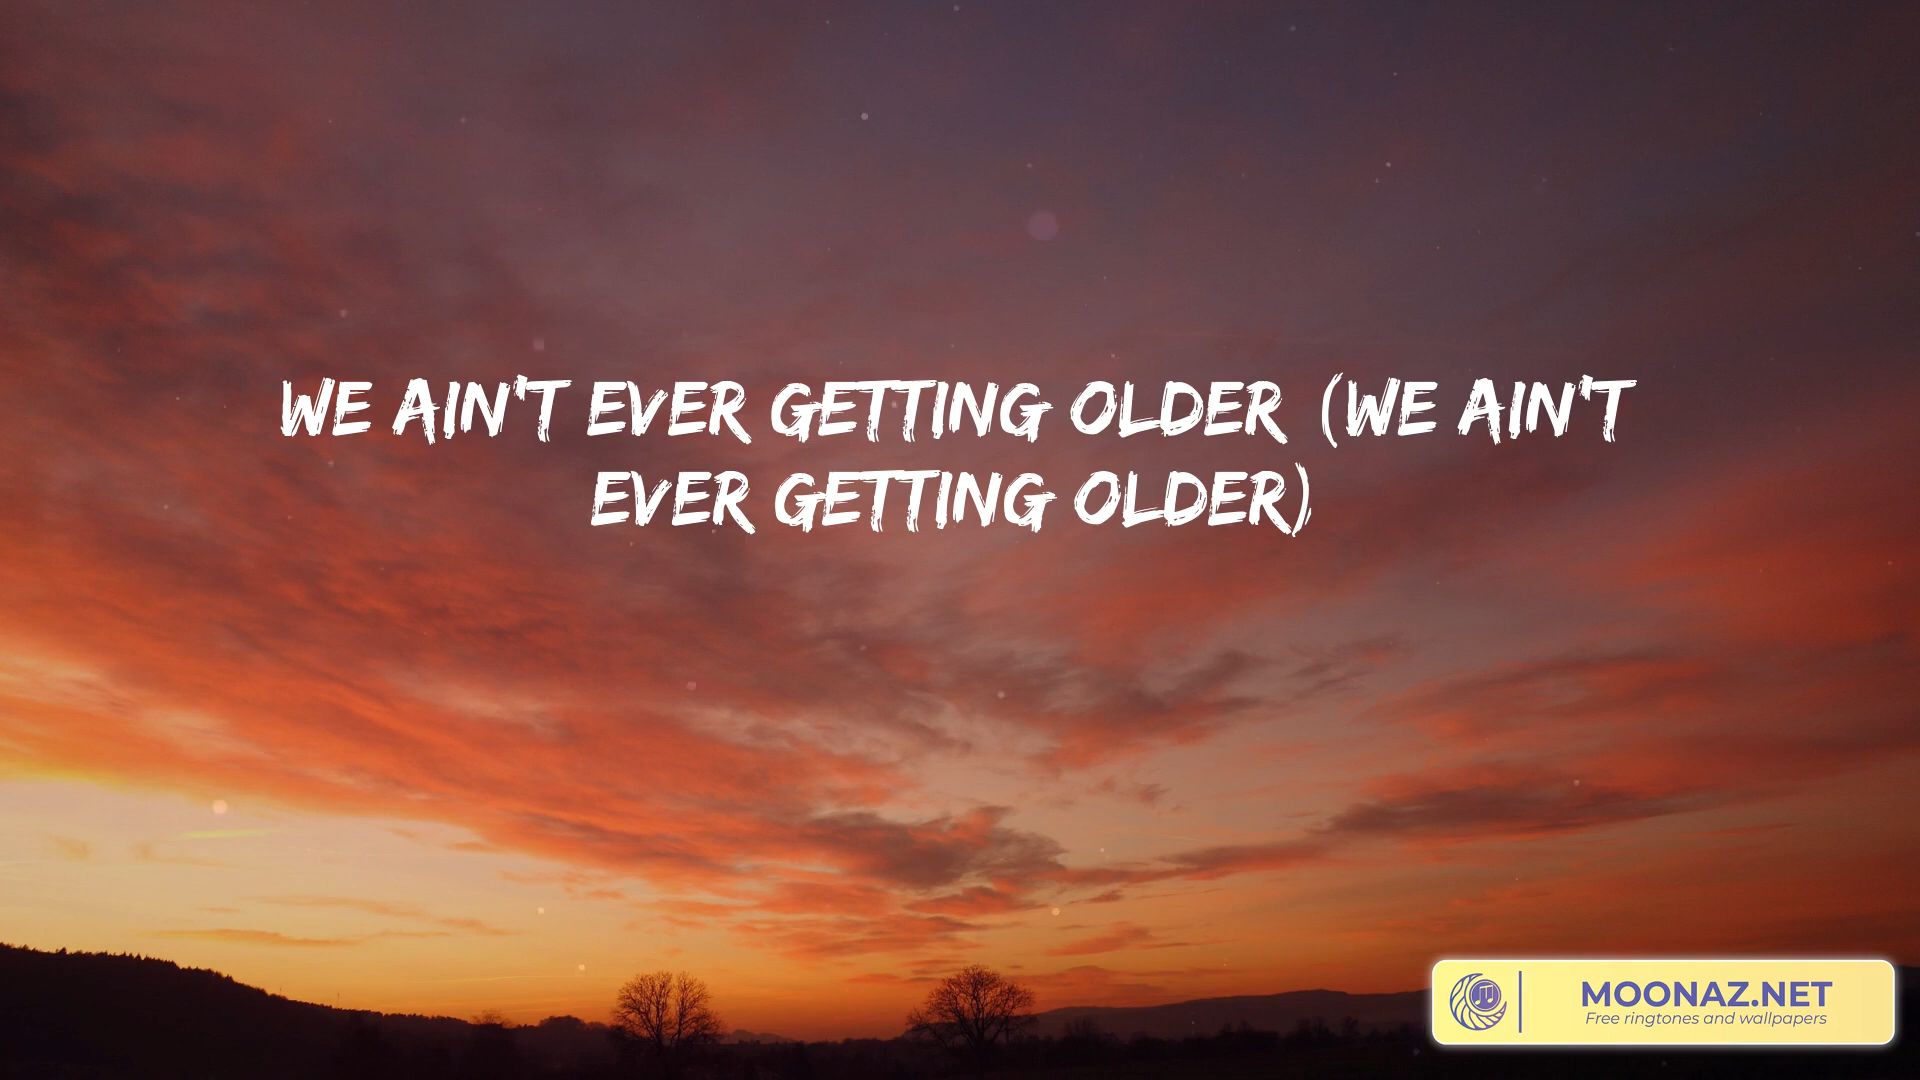 WE AIN'T EVER GETTING OLDER (WE AIN'T
EVER GETTING OLDER)
MOONAZ.NET
Free ringtones and wallpapers